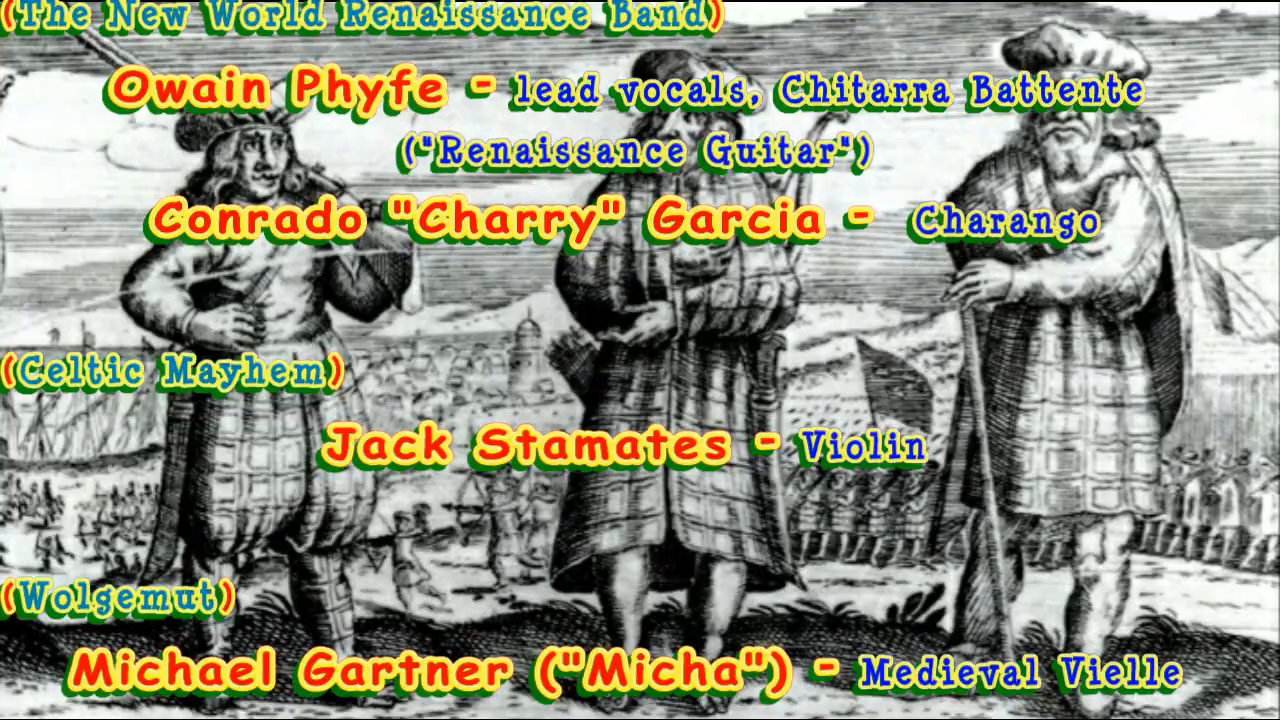 (The New World Renaissance Band)
Owain Phyfe - lead vocals, Chitarra Battente
("Renaissance Guitar")
Conrado "Charry" Garcia - Charango
(Celtic Mayhem)
Jack Stamates - Violin
(Wolgemut)
Michael Gartner ("Micha") - Medieval Vielle